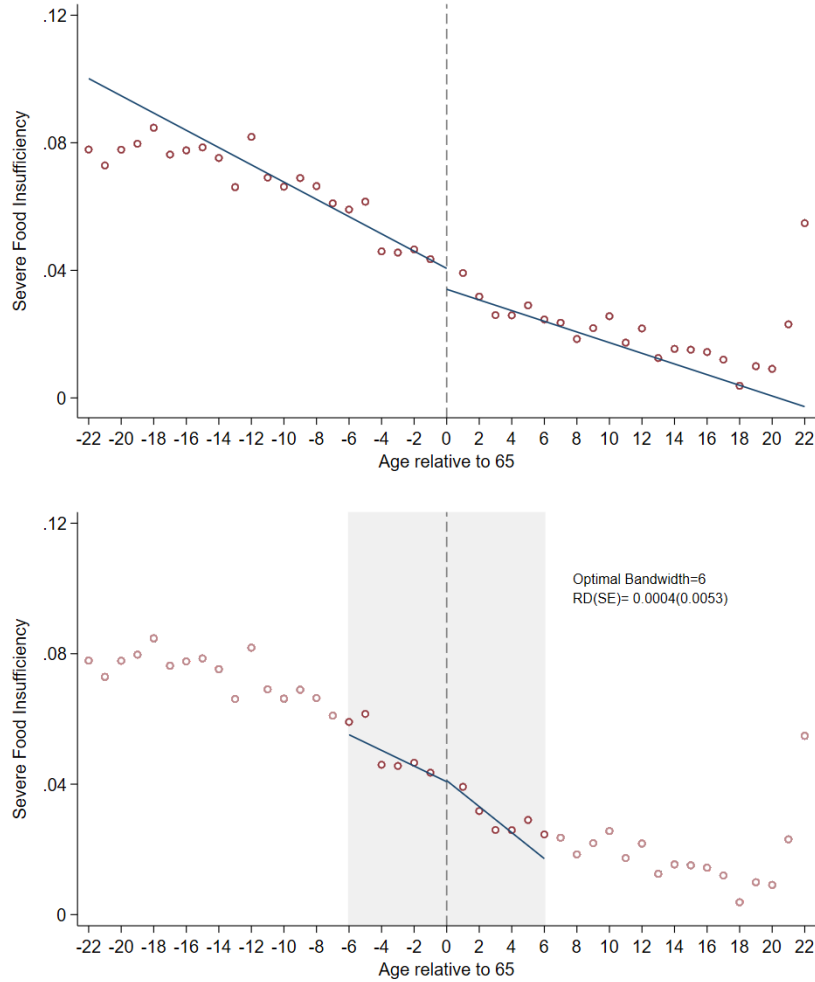 .12
.08
.04
0
Severe Food Insufficiency
-22 -20 -18 -16 -14 -12 -10 -8 -6 -4 -2 0 2 4 6 8 10 12 14 16 18 20 22
Age relative to 65
.12
.08
.04
0
Severe Food Insufficiency
Optimal Bandwidth=6
RD(SE)= 0.0004(0.0053)
-22 -20 -18 -16 -14 -12 -10 -8 -6 -4 -2 0 2 4 6 8 10 12 14 16 18 20 22
Age relative to 65